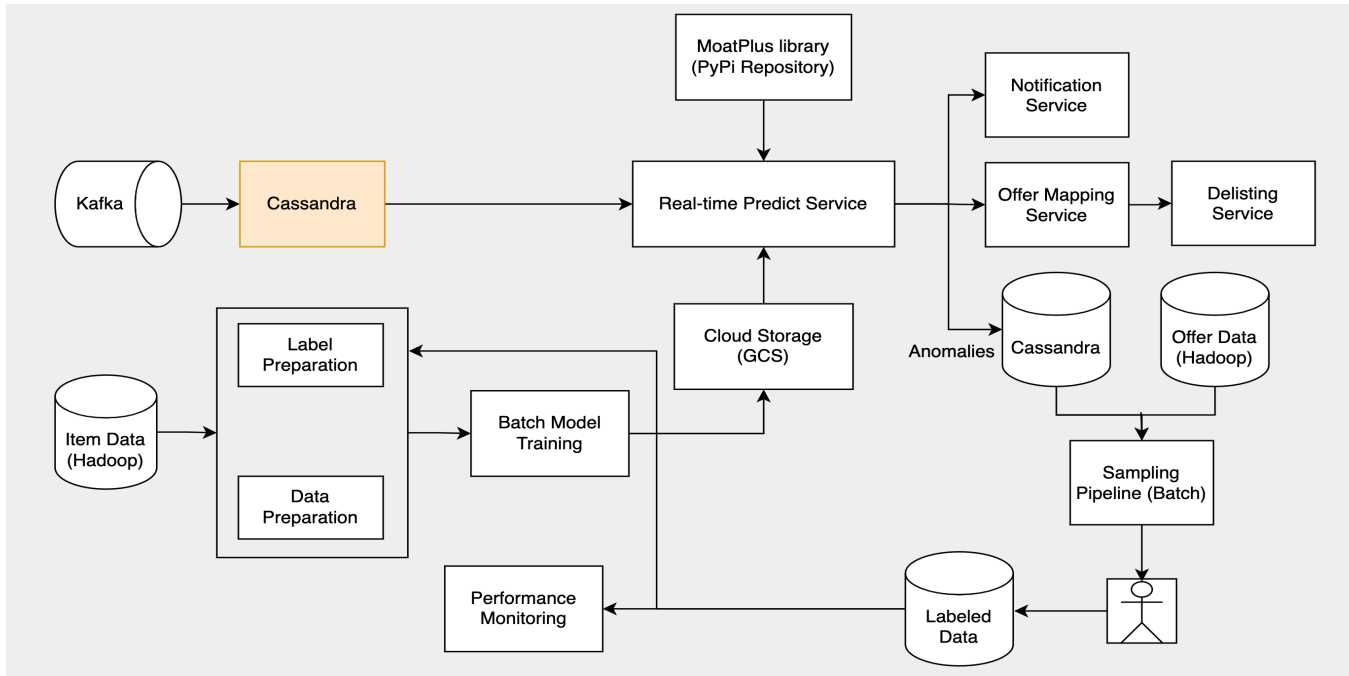 MoatPlus library
(PyPi Repository)
Notification
Service
Kafka
Cassandra
Real-time Predict Service
Offer Mapping
Service
Delisting
Service
Label
Preparation
Cloud Storage
(GCS)
Anomalies
Cassandra
Offer Data
(Hadoop)
Item Data
(Hadoop)
Batch Model
Training
Data
Preparation
Sampling
Pipeline (Batch)
Performance
Monitoring
Labeled
Data